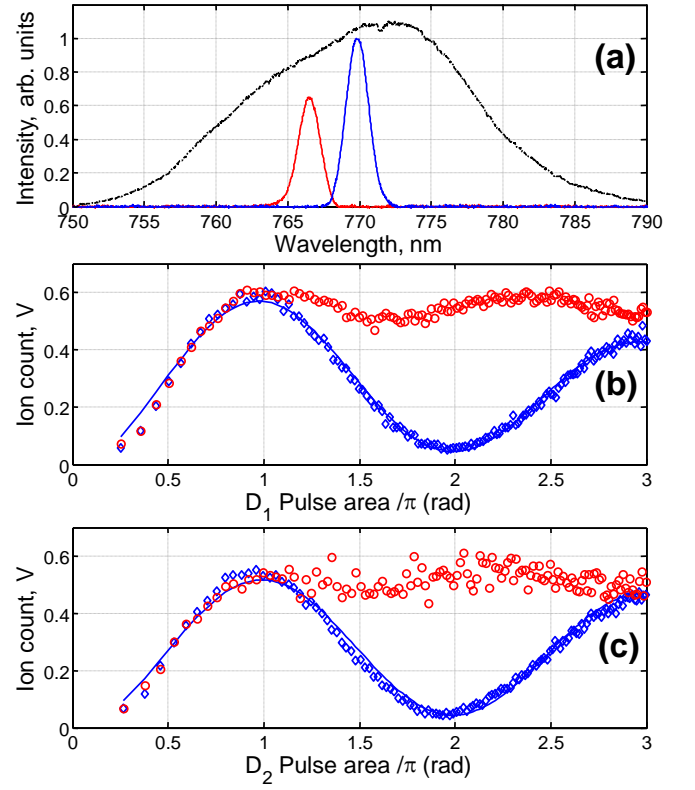 1
0.8
0.6
0.4
0.2
0
Intensity, arb. units
(a)
750 755 760 765 770 775 780 785 790
Wavelength, nm
0.6
0.4
0.2
0
Ion count, V
(b)
0 0.5 1 1.5 2 2.5 3
D₁ Pulse area /π (rad)
0.6
0.4
0.2
0
Ion count, V
(c)
0 0.5 1 1.5 2 2.5 3
D₂ Pulse area /π (rad)